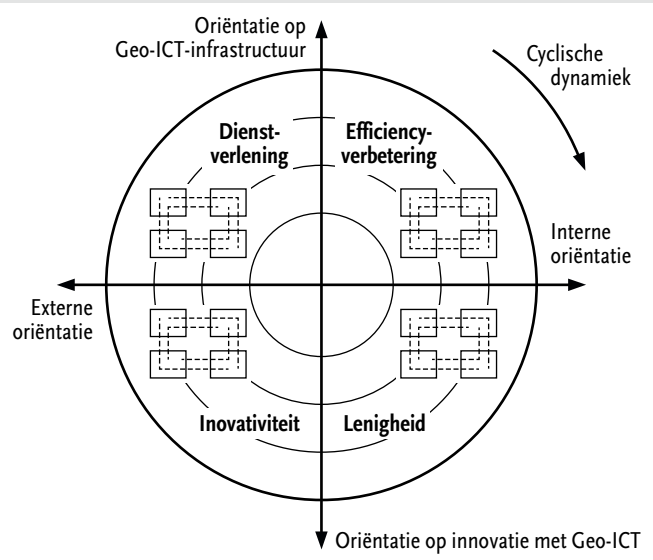 Oriëntatie op
Geo-ICT-infrastructuur
Cyclische
dynamiek
Dienst-
verlening
Efficiency-
verbetering
Interne
oriëntatie
Externe
oriëntatie
Inovativiteit
Lenigheid
Oriëntatie op innovatie met Geo-ICT